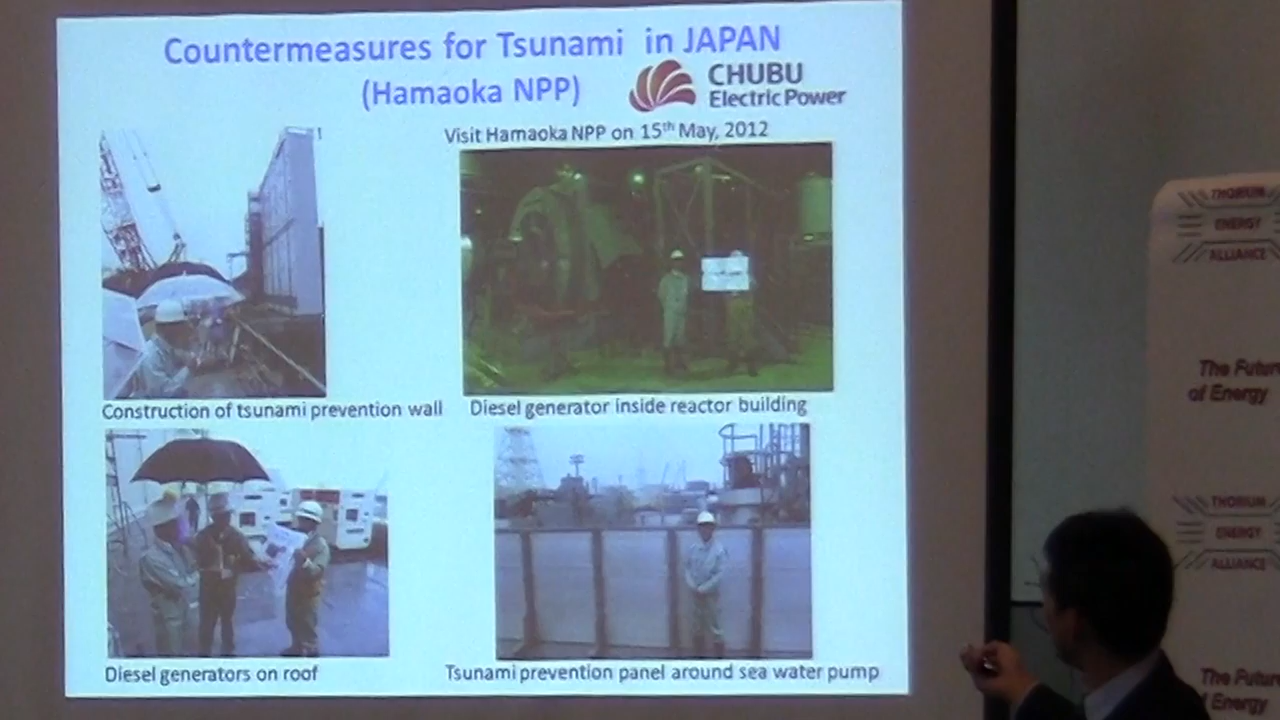 Countermeasures for Tsunami in JAPAN
(Hamaoka NPP)
CHUBU
Electric Power
Visit Hamaoka NPP on 15th May, 2012
Construction of tsunami prevention wall
Diesel generator inside reactor building
Diesel generators on roof
Tsunami prevention panel around sea water pump
THORIUM
ENERGY
ALLIANCE
The Futur
of Energy
THORIUM
ENERGY
ALLIANCE
The Futur
of Energy